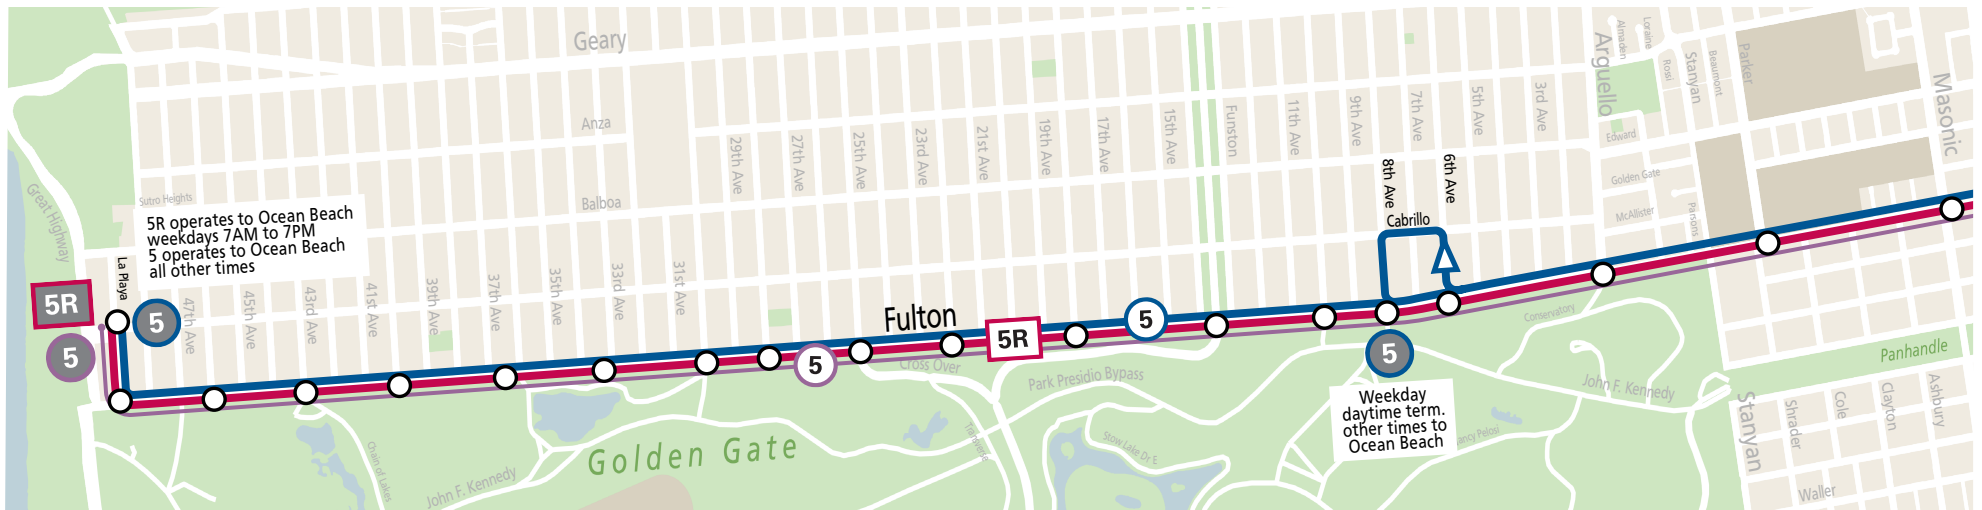 Geary
Anza
Balboa
Sutro Heights
Great Highway
5R operates to Ocean Beach
weekdays 7AM to 7PM
5 operates to Ocean Beach
all other times
La Playa
5R
5
5
47th Ave
45th Ave
43rd Ave
41st Ave
39th Ave
37th Ave
35th Ave
33rd Ave
31st Ave
29th Ave
27th Ave
25th Ave
23rd Ave
21st Ave
19th Ave
17th Ave
15th Ave
Funston
11th Ave
9th Ave
8th Ave
7th Ave
6th Ave
5th Ave
3rd Ave
Cabrillo
Arguello
Almaden
Loraine
Rossi
Stanyan
Beaumont
Parker
Masonic
Edward
Golden Gate
McAllister
Parsons
Fulton
5
5R
5
5
Weekday
daytime term.
other times to
Ocean Beach
Cross Over
Park Presidio Bypass
Transverse
Stow Lake Dr E
Conservatory
John F. Kennedy
Nancy Pelosi
Panhandle
Chain of Lakes
John F. Kennedy
Golden Gate
Stanyan
Shrader
Cole
Clayton
Ashbury
Waller